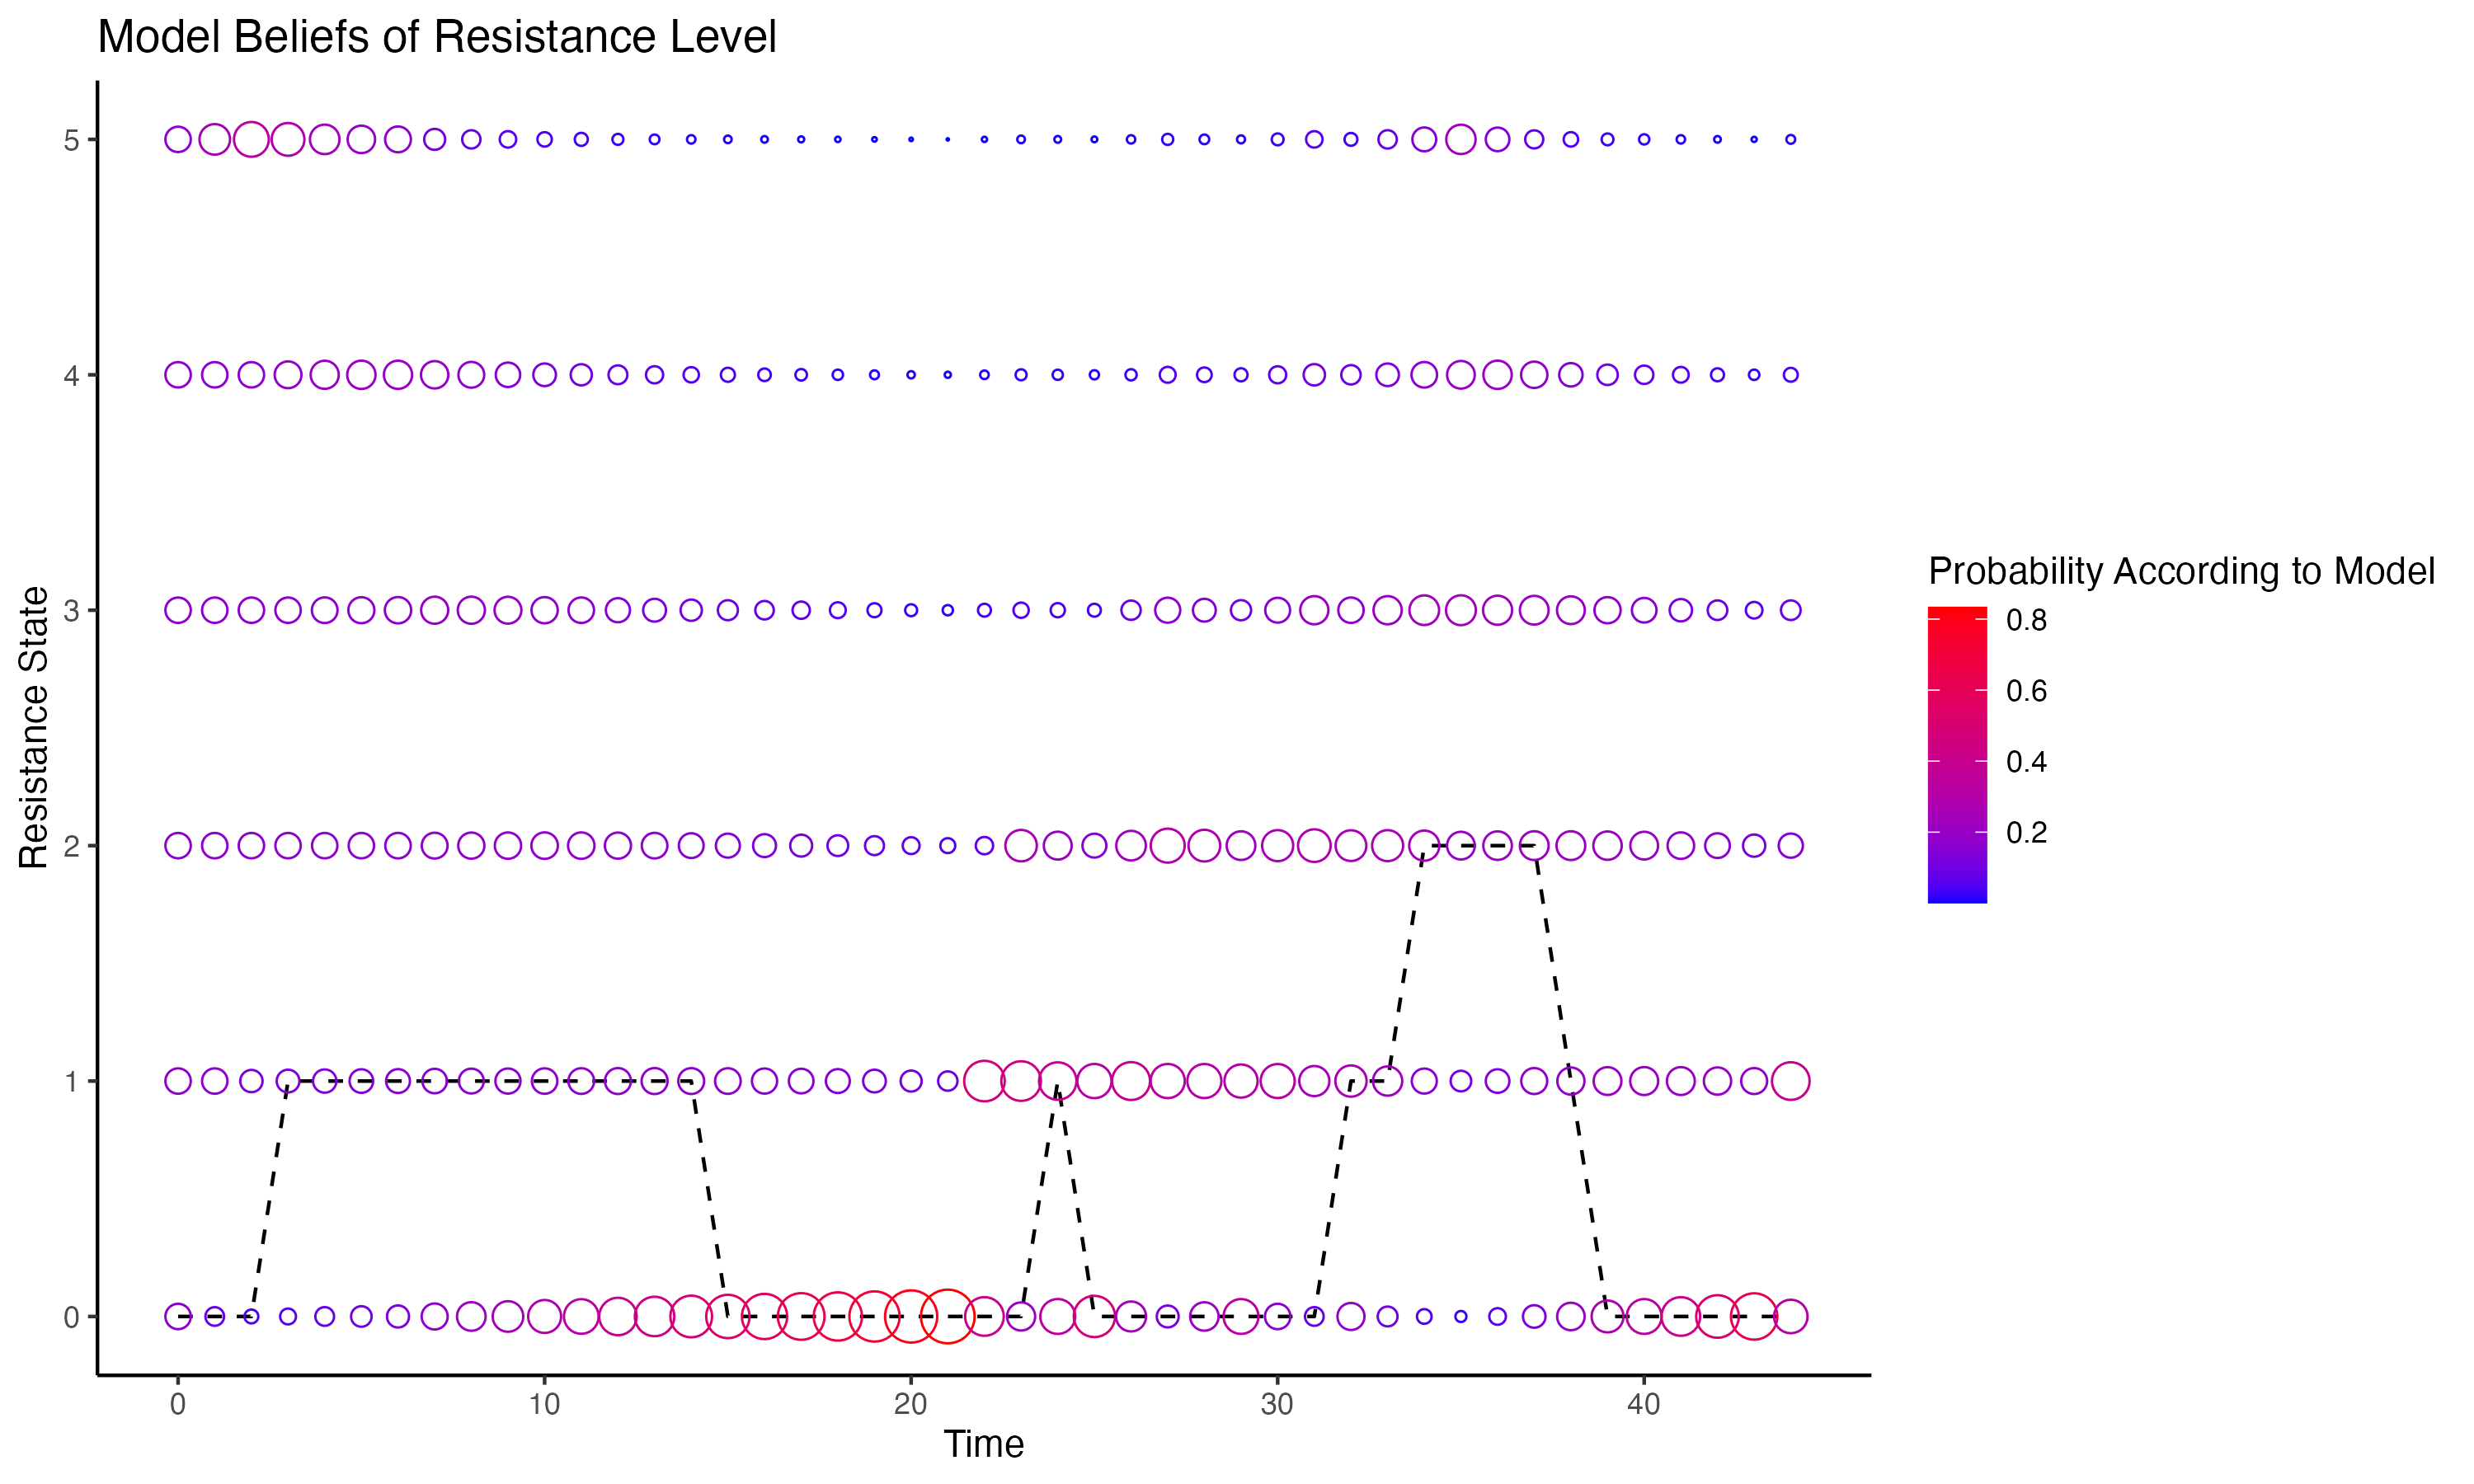 Model Beliefs of Resistance Level
Resistance State
5
4
3
2
1
0
0 10 20 30 40
Time
Probability According to Model
0.8
0.6
0.4
0.2